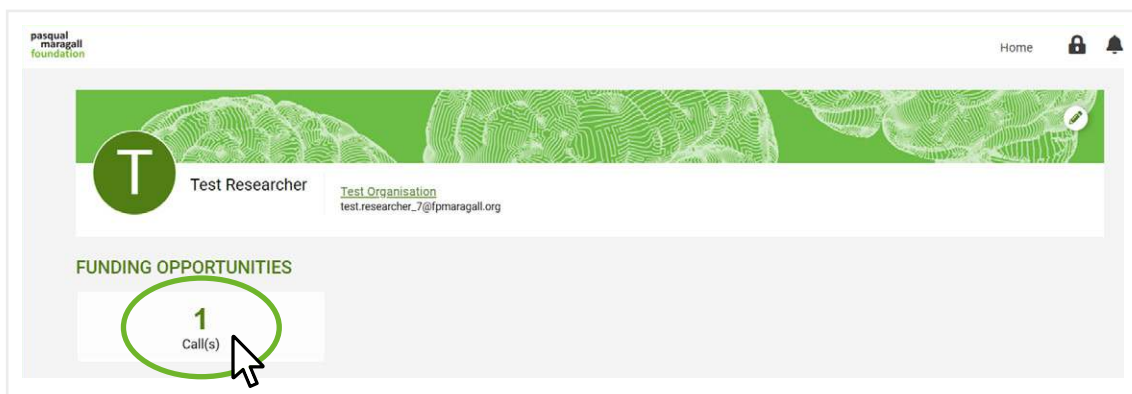 pasqual
maragall
foundation
Home
T
Test Researcher
Test Organisation
test.researcher_7@fpmaragall.org
FUNDING OPPORTUNITIES
1
Call(s)